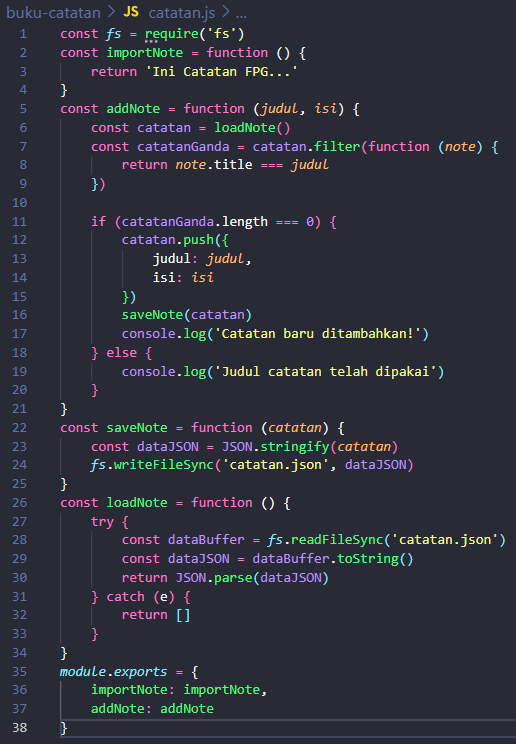 buku-catatan > JS catatan.js > ...
1 const fs = require('fs')
2 const importNote = function () {
3     return 'Ini Catatan FPG...'
4 }
5 const addNote = function (judul, isi) {
6     const catatan = loadNote()
7     const catatanGanda = catatan.filter(function (note) {
8         return note.title === judul
9     })
10
11     if (catatanGanda.length === 0) {
12         catatan.push({
13             judul: judul,
14             isi: isi
15         })
16         saveNote(catatan)
17         console.log('Catatan baru ditambahkan!')
18     } else {
19         console.log('Judul catatan telah dipakai')
20     }
21 }
22 const saveNote = function (catatan) {
23     const dataJSON = JSON.stringify(catatan)
24     fs.writeFileSync('catatan.json', dataJSON)
25 }
26 const loadNote = function () {
27     try {
28         const dataBuffer = fs.readFileSync('catatan.json')
29         const dataJSON = dataBuffer.toString()
30         return JSON.parse(dataJSON)
31     } catch (e) {
32         return []
33     }
34 }
35 module.exports = {
36     importNote: importNote,
37     addNote: addNote
38 }